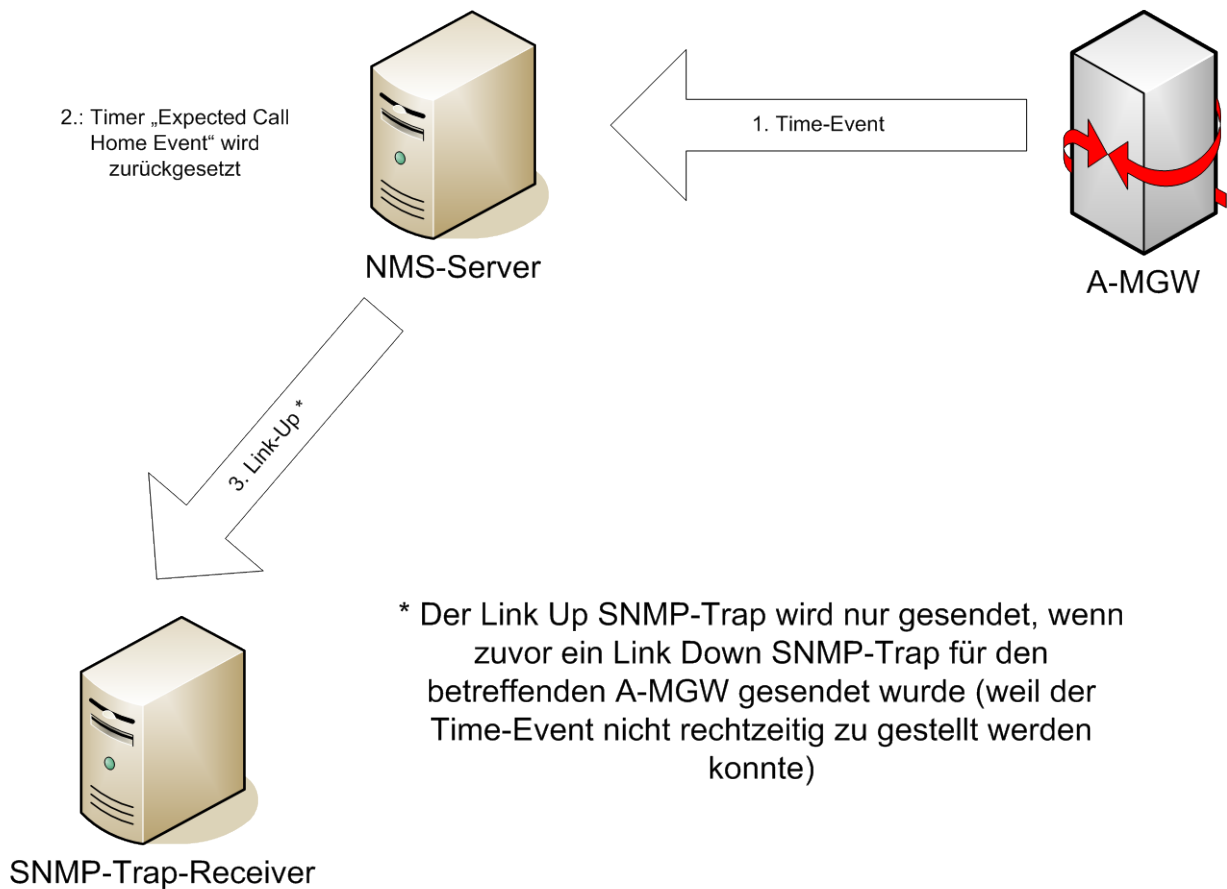 2.: Timer „Expected Call
Home Event“ wird
zurückgesetzt
1. Time-Event
NMS-Server
A-MGW
3. Link-Up *
* Der Link Up SNMP-Trap wird nur gesendet, wenn
zuvor ein Link Down SNMP-Trap für den
betreffenden A-MGW gesendet wurde (weil der
Time-Event nicht rechtzeitig zu gestellt werden
konnte)
SNMP-Trap-Receiver